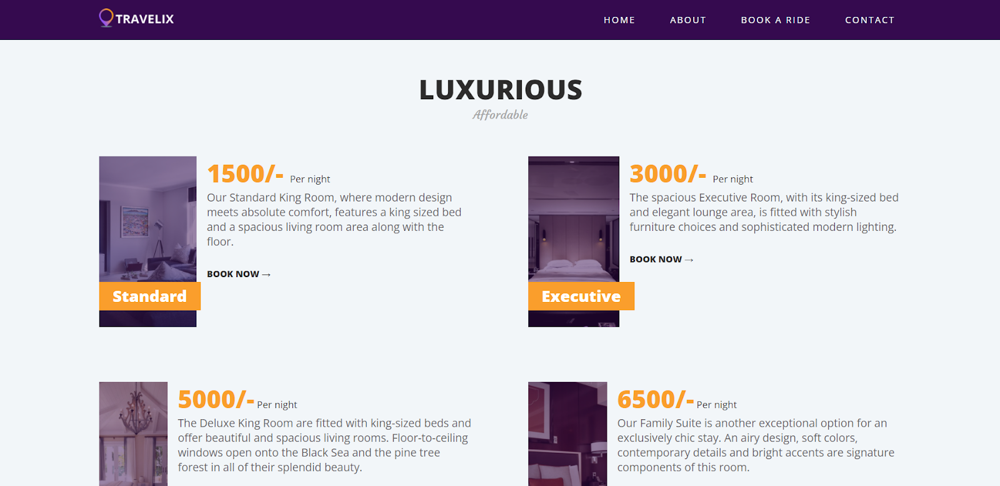 TRAVELIX
HOME ABOUT BOOK A RIDE CONTACT
LUXURIOUS
Affordable
1500/- Per night
Our Standard King Room, where modern design
meets absolute comfort, features a king sized bed
and a spacious living room area along with the
floor.
BOOK NOW →
Standard
3000/- Per night
The spacious Executive Room, with its king-sized bed
and elegant lounge area, is fitted with stylish
furniture choices and sophisticated modern lighting.
BOOK NOW →
Executive
5000/- Per night
The Deluxe King Room are fitted with king-sized beds and
offer beautiful and spacious living rooms. Floor-to-ceiling
windows open onto the Black Sea and the pine tree
forest in all of their splendid beauty.
6500/- Per night
Our Family Suite is another exceptional option for an
exclusively chic stay. An airy design, soft colors,
contemporary details and bright accents are signature
components of this room.